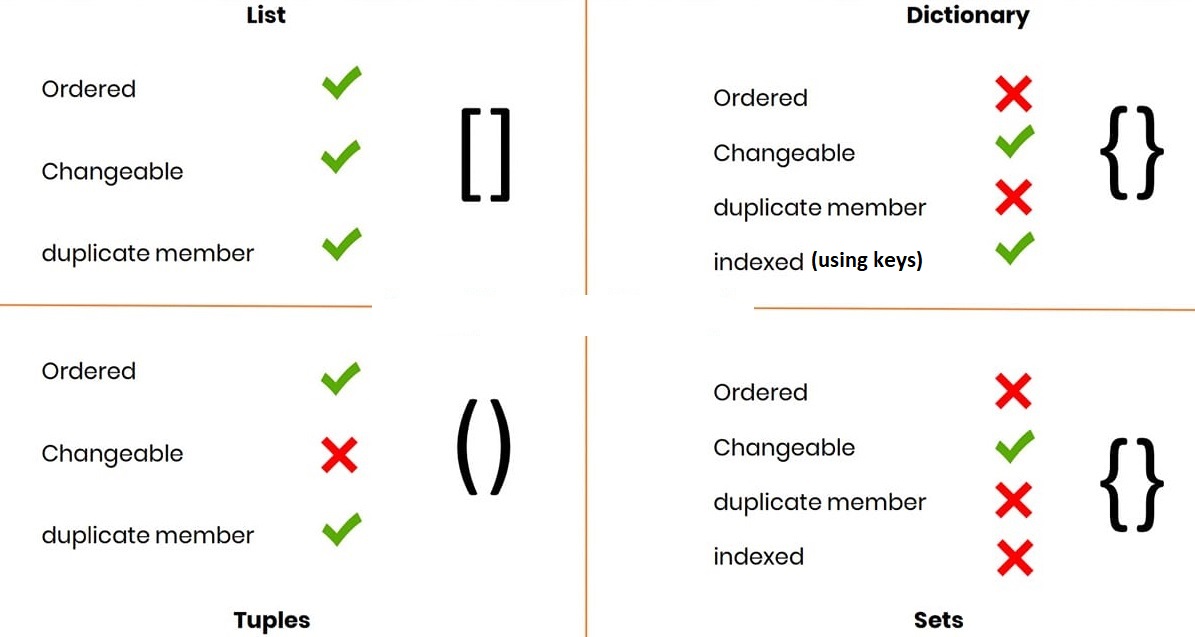 List
Ordered
Changeable
duplicate member
[]
Dictionary
Ordered
Changeable
duplicate member
indexed (using keys)
{}
Ordered
Changeable
duplicate member
()
Tuples
Ordered
Changeable
duplicate member
indexed
{}
Sets